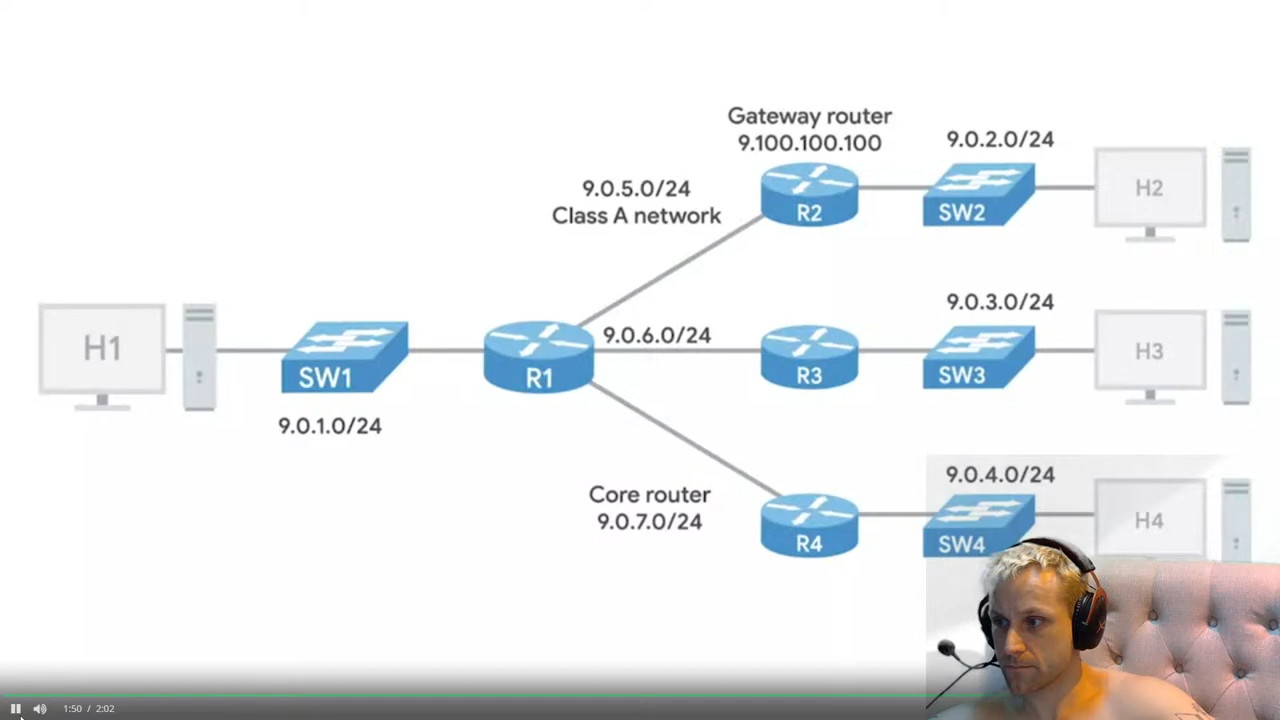 Gateway router
9.100.100.100
9.0.2.0/24
9.0.5.0/24
Class A network
R2
SW2
H2
9.0.3.0/24
9.0.6.0/24
H1
SW1
R1
R3
SW3
H3
9.0.1.0/24
9.0.4.0/24
Core router
9.0.7.0/24
R4
SW4
H4
1:50 / 2:02